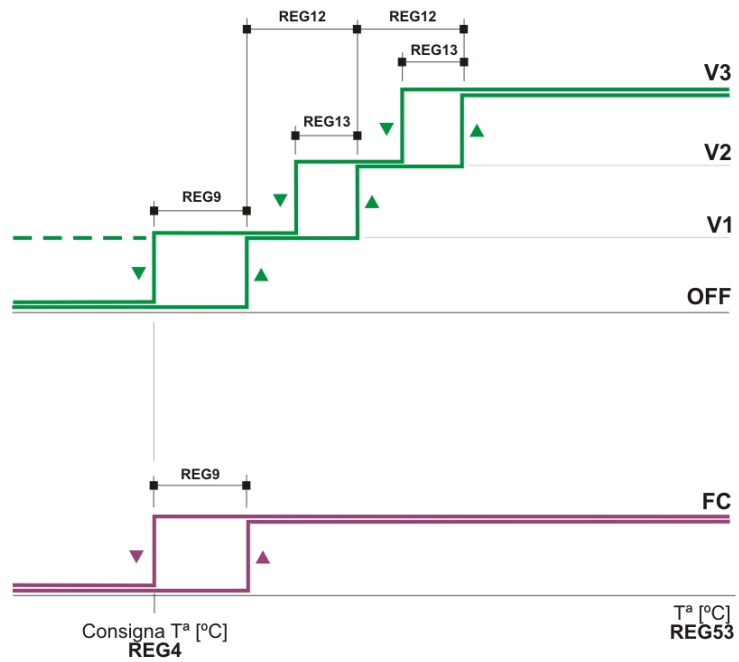 REG12 REG12
REG13
V3
REG13
V2
REG9
V1
OFF
REG9
FC
Consigna Tª [ºC]
REG4
Tª [ºC]
REG53